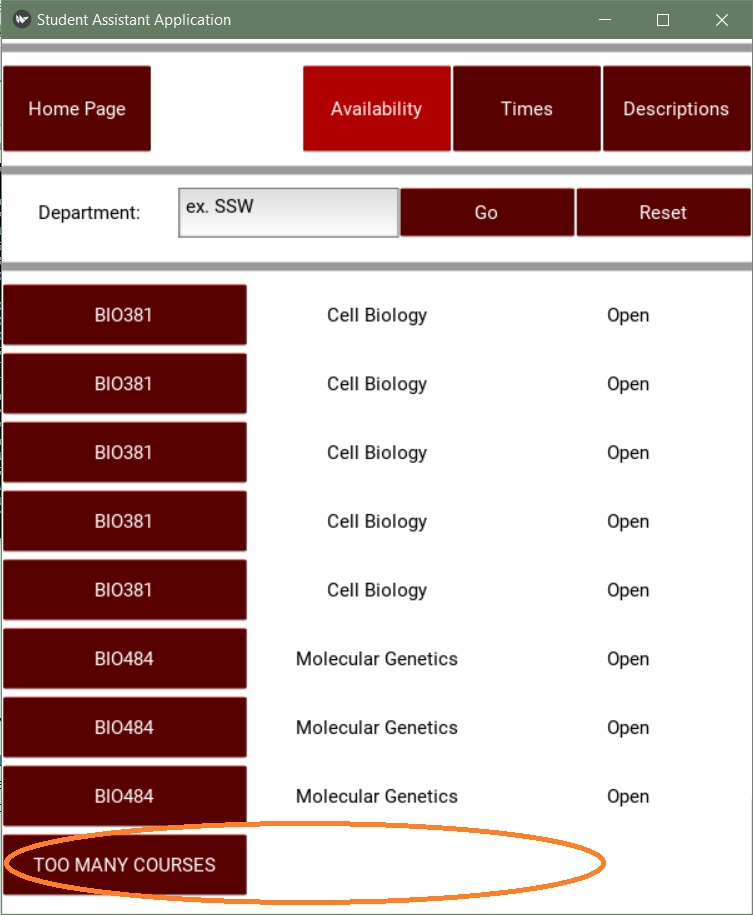 Student Assistant Application
Home Page Availability Times Descriptions
Department: ex. SSW Go Reset
BIO381 Cell Biology Open
BIO381 Cell Biology Open
BIO381 Cell Biology Open
BIO381 Cell Biology Open
BIO381 Cell Biology Open
BIO484 Molecular Genetics Open
BIO484 Molecular Genetics Open
BIO484 Molecular Genetics Open
TOO MANY COURSES